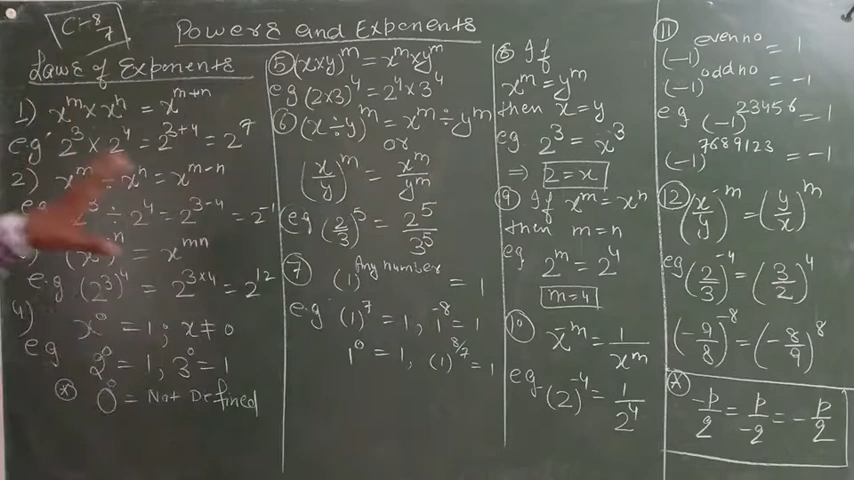 Ch-8/7
Powers and Exponents
Laws of Exponents
1) x^m × x^n = x^(m+n)
e.g. 2^3 × 2^4 = 2^(3+4) = 2^7
2) x^m ÷ x^n = x^(m-n)
2^3 ÷ 2^4 = 2^(3-4) = 2^-1
= x^(mn)
e.g (2^3)^4 = 2^(3×4) = 2^12
4) x^0 = 1; x ≠ 0
eg 2^0 = 1, 3^0 = 1
* 0^0 = Not Defined
5 (x×y)^m = x^m × y^m
eg (2×3)^4 = 2^4 × 3^4
6 (x÷y)^m = x^m ÷ y^m
or
(x/y)^m = x^m/y^m
eg (2/3)^5 = 2^5/3^5
7 (1)^Any number = 1
e.g (1)^7 = 1, 1^-8 = 1
1^0 = 1, (1)^(8/7) = 1
8 If
x^m = y^m
then x = y
eg 2^3 = x^3
⇒ 2 = x
9 If x^m = x^n
then m = n
eg 2^m = 2^4
m = 4
10 x^-m = 1/x^m
eg. (2)^-4 = 1/2^4
11 (-1)^even no = 1
(-1)^odd no = -1
eg (-1)^23456 = 1
(-1)^7689123 = -1
12 (x/y)^-m = (y/x)^m
eg (2/3)^-4 = (3/2)^4
(-9/8)^-8 = (-8/9)^8
* -p/q = p/-q = -p/q